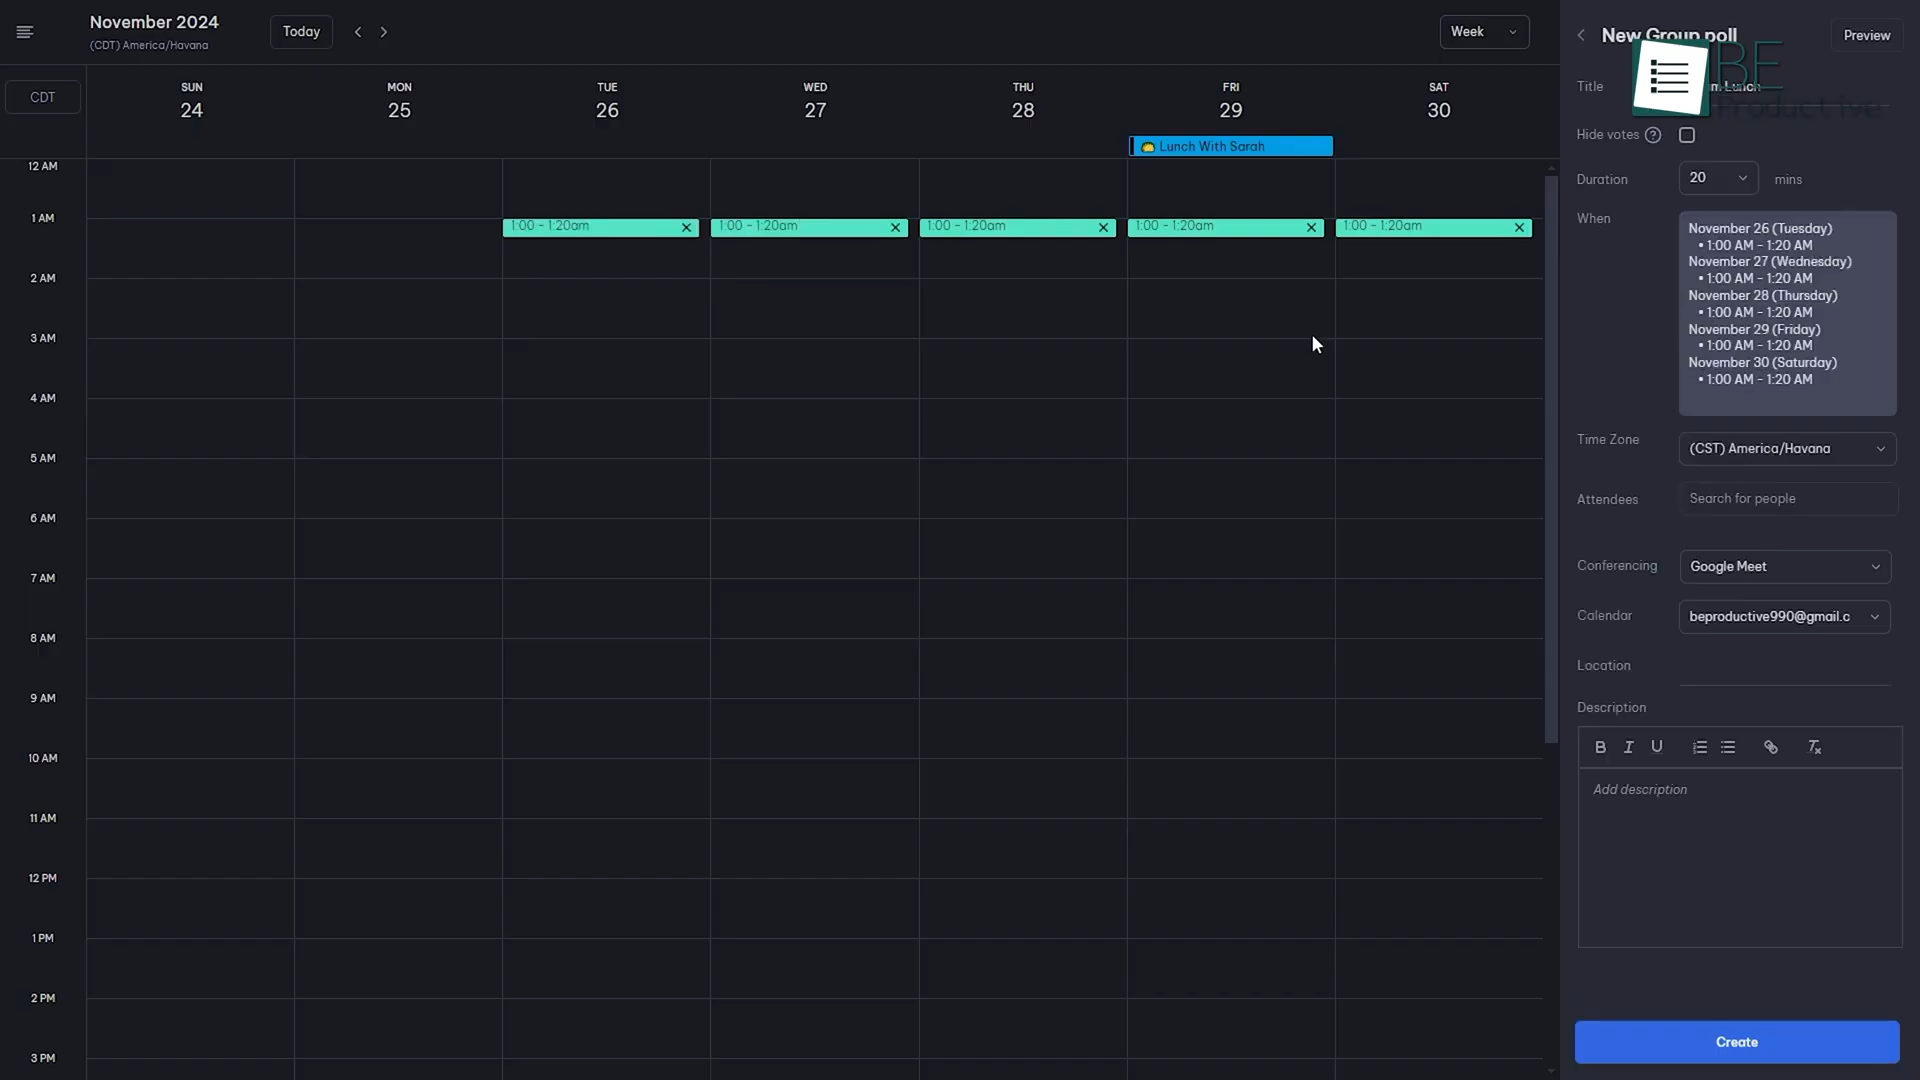 November 2024
(CDT) America/Havana
Today
Week
New Group poll
Preview
BE
Productive
Title
Lunch
CDT
SUN
24
MON
25
TUE
26
WED
27
THU
28
FRI
29
SAT
30
Lunch With Sarah
Hide votes ?
Duration
20
mins
When
November 26 (Tuesday)
• 1:00 AM - 1:20 AM
November 27 (Wednesday)
• 1:00 AM - 1:20 AM
November 28 (Thursday)
• 1:00 AM - 1:20 AM
November 29 (Friday)
• 1:00 AM - 1:20 AM
November 30 (Saturday)
• 1:00 AM - 1:20 AM
12 AM
1 AM
1:00 - 1:20am
1:00 - 1:20am
1:00 - 1:20am
1:00 - 1:20am
1:00 - 1:20am
2 AM
3 AM
4 AM
5 AM
6 AM
7 AM
8 AM
9 AM
10 AM
11 AM
12 PM
1 PM
2 PM
3 PM
Time Zone
(CST) America/Havana
Attendees
Search for people
Conferencing
Google Meet
Calendar
beproductive990@gmail.c
Location
Description
B I U
Add description
Create